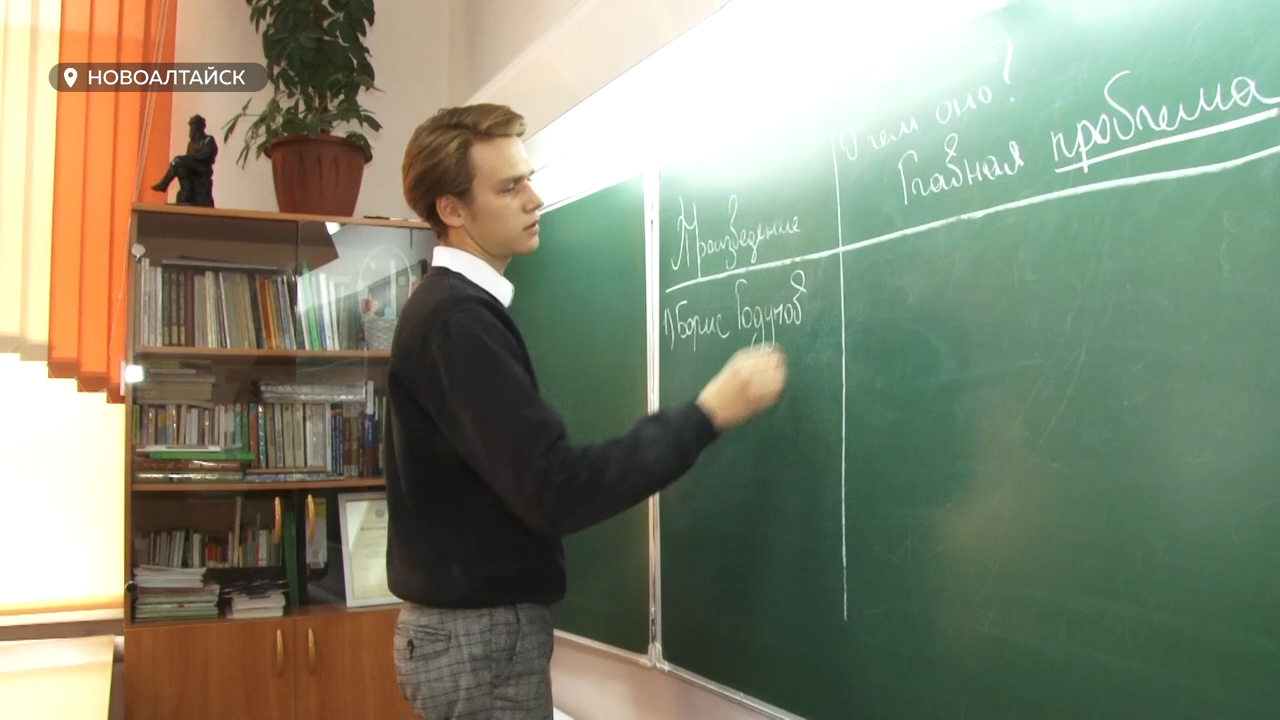 НОВОАЛТАЙСК
О чем оно?
Главная проблема
Произведение
1) Борис Годунов